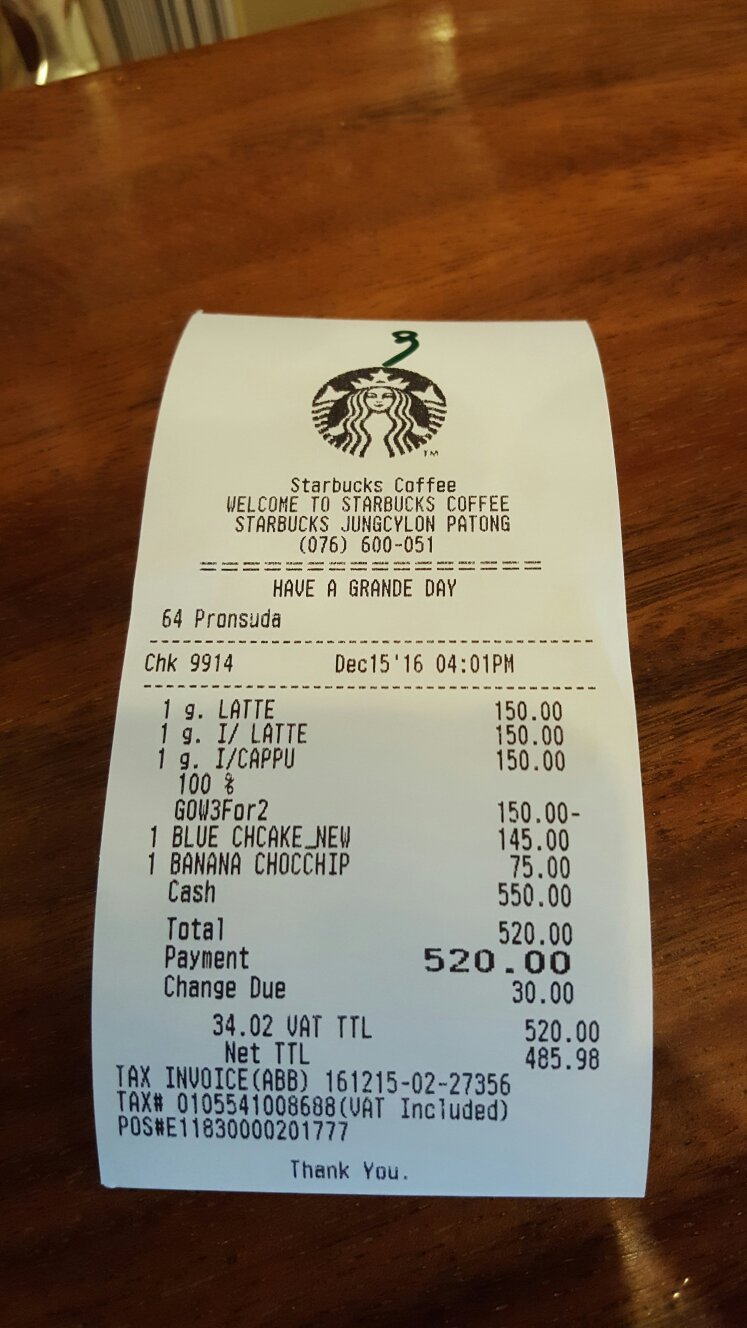 TM
Starbucks Coffee
WELCOME TO STARBUCKS COFFEE
STARBUCKS JUNGCYLON PATONG
(076) 600-051
HAVE A GRANDE DAY
64 Pronsuda
Chk 9914 Dec15'16 04:01PM
1 g. LATTE 150.00
1 g. I/ LATTE 150.00
1 g. I/CAPPU 150.00
100 %
GOW3For2 150.00-
1 BLUE CHCAKE_NEW 145.00
1 BANANA CHOCCHIP 75.00
Cash 550.00
Total 520.00
Payment 520.00
Change Due 30.00
34.02 VAT TTL 520.00
Net TTL 485.98
TAX INVOICE(ABB) 161215-02-27356
TAX# 0105541008688(VAT Included)
POS#E11830000201777
Thank You.